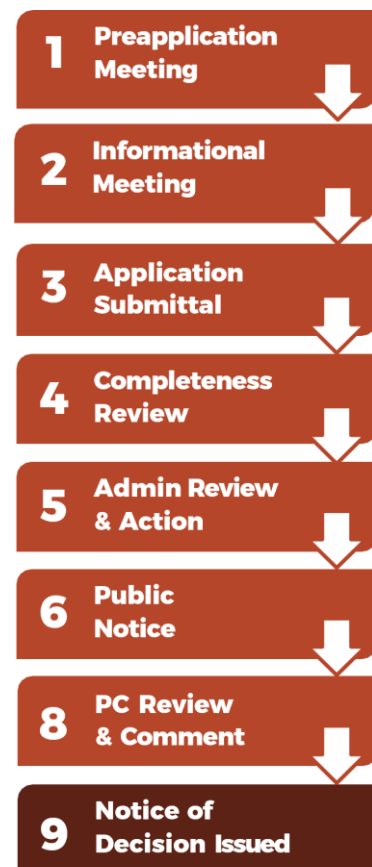 1 Preapplication
Meeting
2 Informational
Meeting
3 Application
Submittal
4 Completeness
Review
5 Admin Review
& Action
6 Public
Notice
8 PC Review
& Comment
9 Notice of
Decision Issued